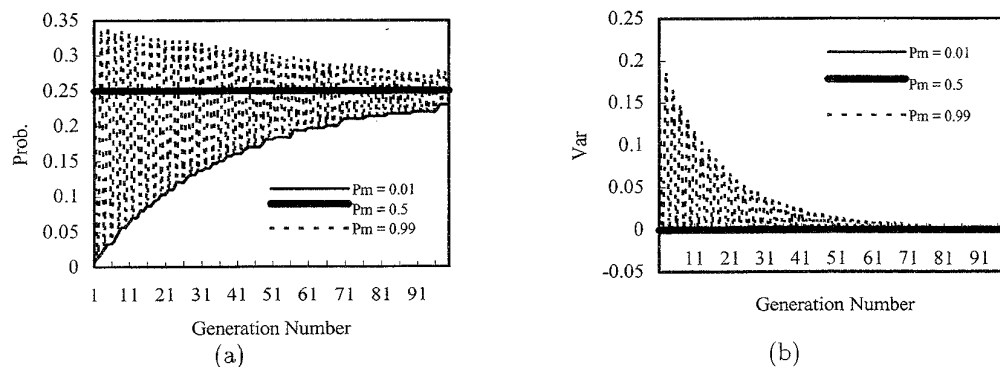 0.35
0.3
0.25
0.2
0.15
0.1
0.05
0
Prob.
Pm = 0.01
Pm = 0.5
Pm = 0.99
1 11 21 31 41 51 61 71 81 91
Generation Number
(a)
0.25
0.2
0.15
0.1
0.05
0
-0.05
Var
Pm = 0.01
Pm = 0.5
Pm = 0.99
11 21 31 41 51 61 71 81 91
Generation Number
(b)